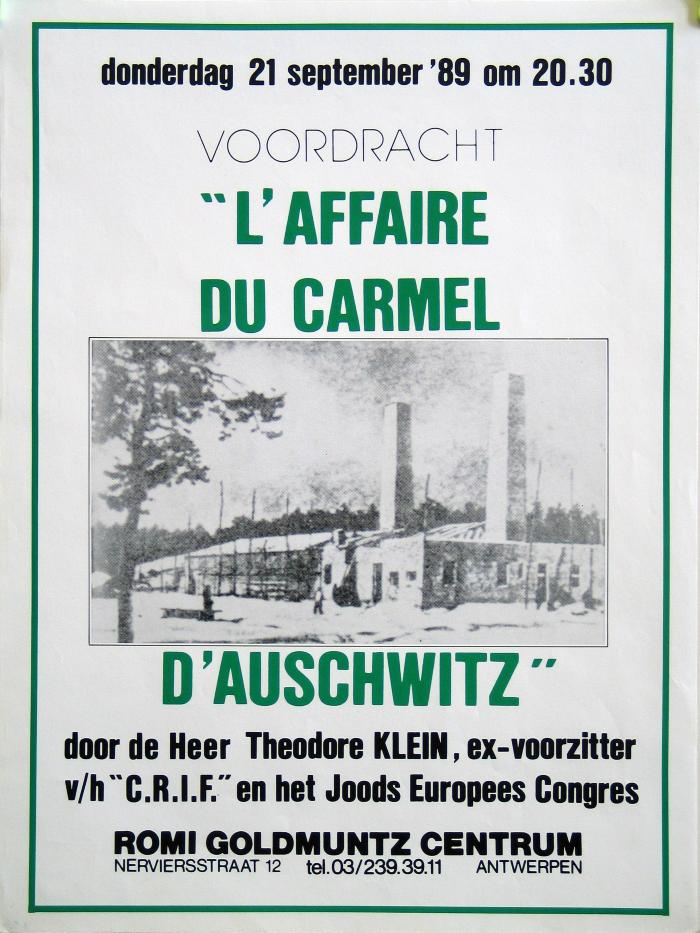 donderdag 21 september '89 om 20.30
VOORDRACHT
"L'AFFAIRE
DU CARMEL
D'AUSCHWITZ"
door de Heer Theodore KLEIN, ex-voorzitter
v/h "C.R.I.F." en het Joods Europees Congres
ROMI GOLDMUNTZ CENTRUM
NERVIERSSTRAAT 12 tel.03/239.39.11 ANTWERPEN